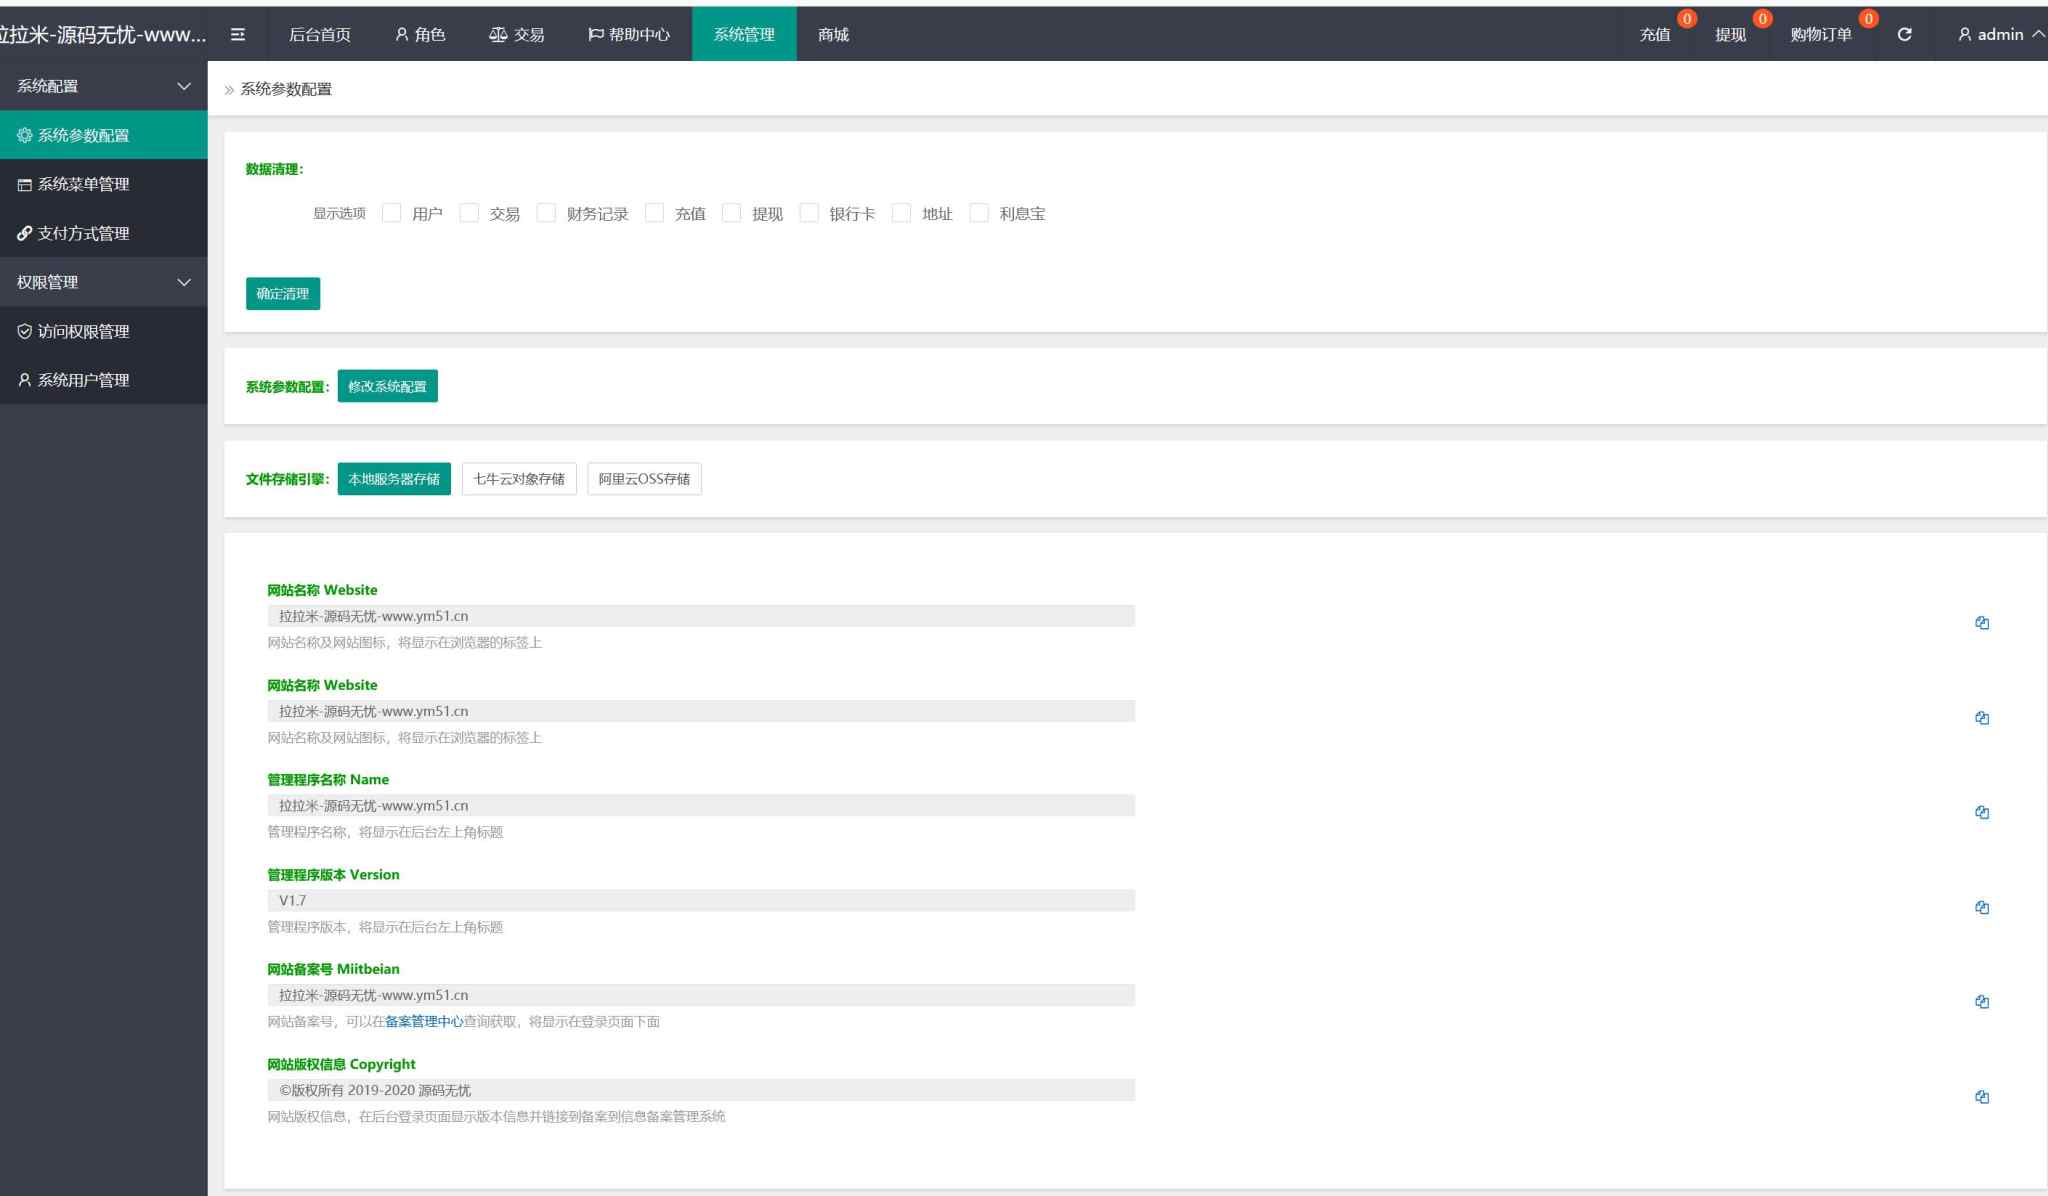 拉米-源码无忧-www...
后台首页 角色 交易 帮助中心 系统管理 商城 充值 0 提现 0 购物订单 0 admin
系统配置
系统参数配置
系统菜单管理
支付方式管理
权限管理
访问权限管理
系统用户管理
» 系统参数配置
数据清理：
显示选项 用户 交易 财务记录 充值 提现 银行卡 地址 利息宝
确定清理
系统参数配置： 修改系统配置
文件存储引擎： 本地服务器存储 七牛云对象存储 阿里云OSS存储
网站名称 Website
拉拉米-源码无忧-www.ym51.cn
网站名称及网站图标，将显示在浏览器的标签上
网站名称 Website
拉拉米-源码无忧-www.ym51.cn
网站名称及网站图标，将显示在浏览器的标签上
管理程序名称 Name
拉拉米-源码无忧-www.ym51.cn
管理程序名称，将显示在后台左上角标题
管理程序版本 Version
V1.7
管理程序版本，将显示在后台左上角标题
网站备案号 Miitbeian
拉拉米-源码无忧-www.ym51.cn
网站备案号，可以在备案管理中心查询获取，将显示在登录页面下面
网站版权信息 Copyright
©版权所有 2019-2020 源码无忧
网站版权信息，在后台登录页面显示版本信息并链接到备案到信息备案管理系统